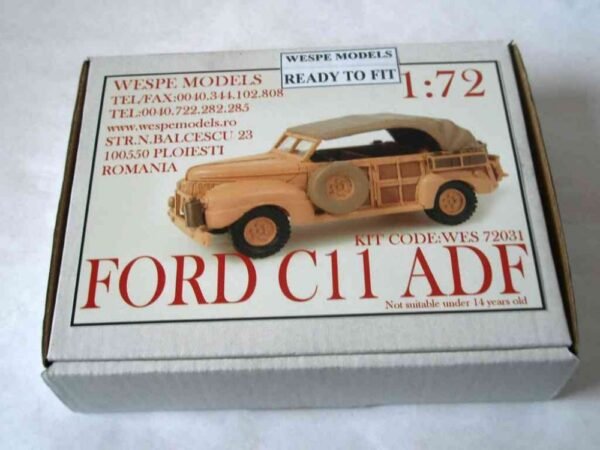 WESPE MODELS
READY TO FIT
WESPE MODELS
TEL/FAX:0040.344.102.808
TEL:0040.722.282.285
www.wespemodels.ro
STR.N.BALCESCU 23
100550 PLOIESTI
ROMANIA
1:72
KIT CODE:WES 72031
FORD C11 ADF
Not suitable under 14 years old